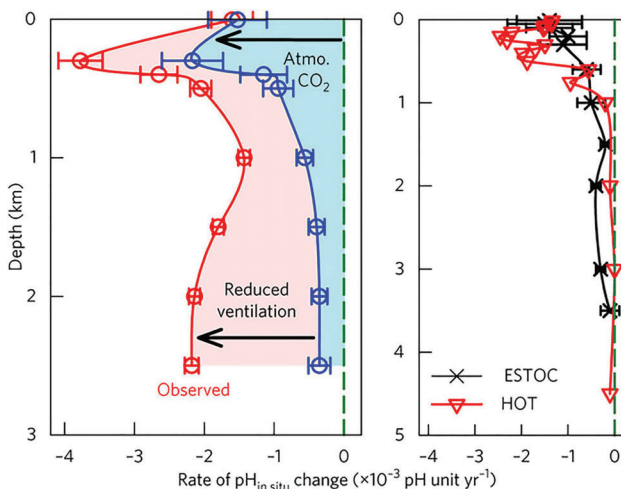 0
1
2
3
Depth (km)
Atmo.
CO₂
Reduced
ventilation
Observed
-4
-3
-2
-1
0
0
1
2
3
4
5
ESTOC
HOT
-4
-3
-2
-1
0
Rate of pH_in situ change (×10⁻³ pH unit yr⁻¹)